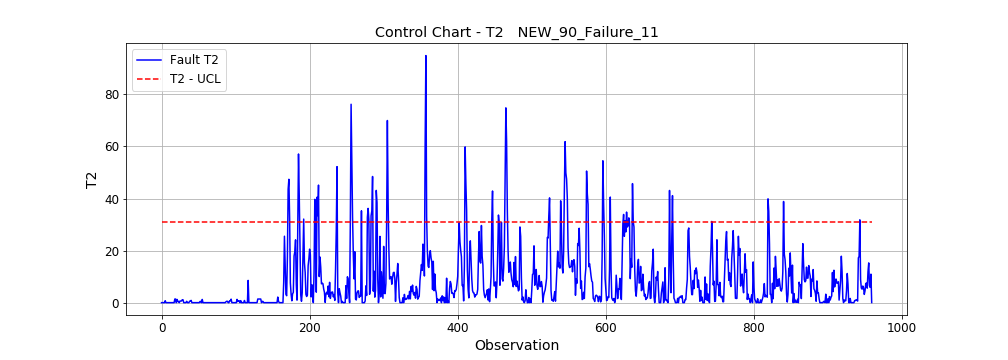 Control Chart - T2   NEW_90_Failure_11
Fault T2
T2 - UCL
80
60
40
20
0
T2
0 200 400 600 800 1000
Observation